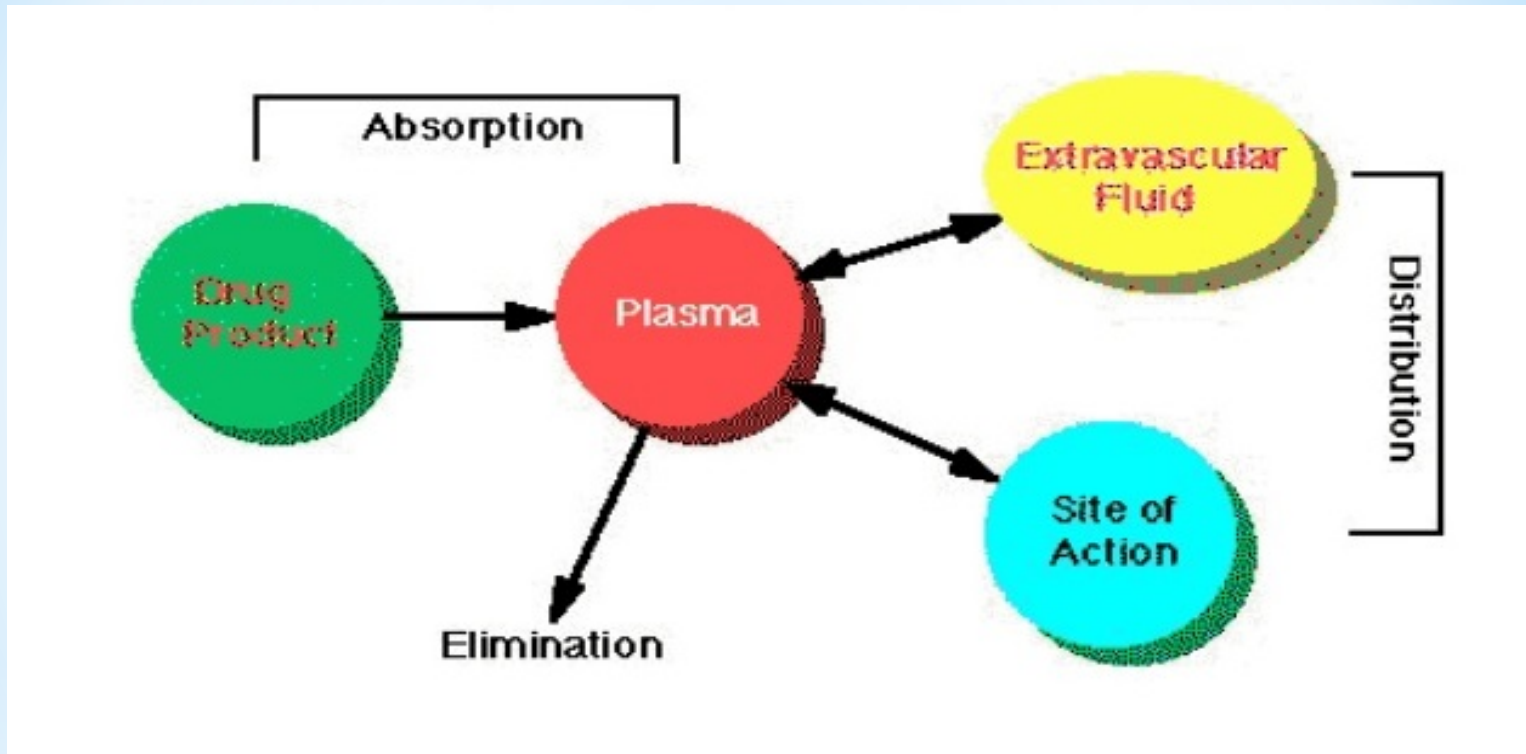 Absorption
Extravascular
Fluid
Drug
Product
Plasma
Distribution
Site of
Action
Elimination